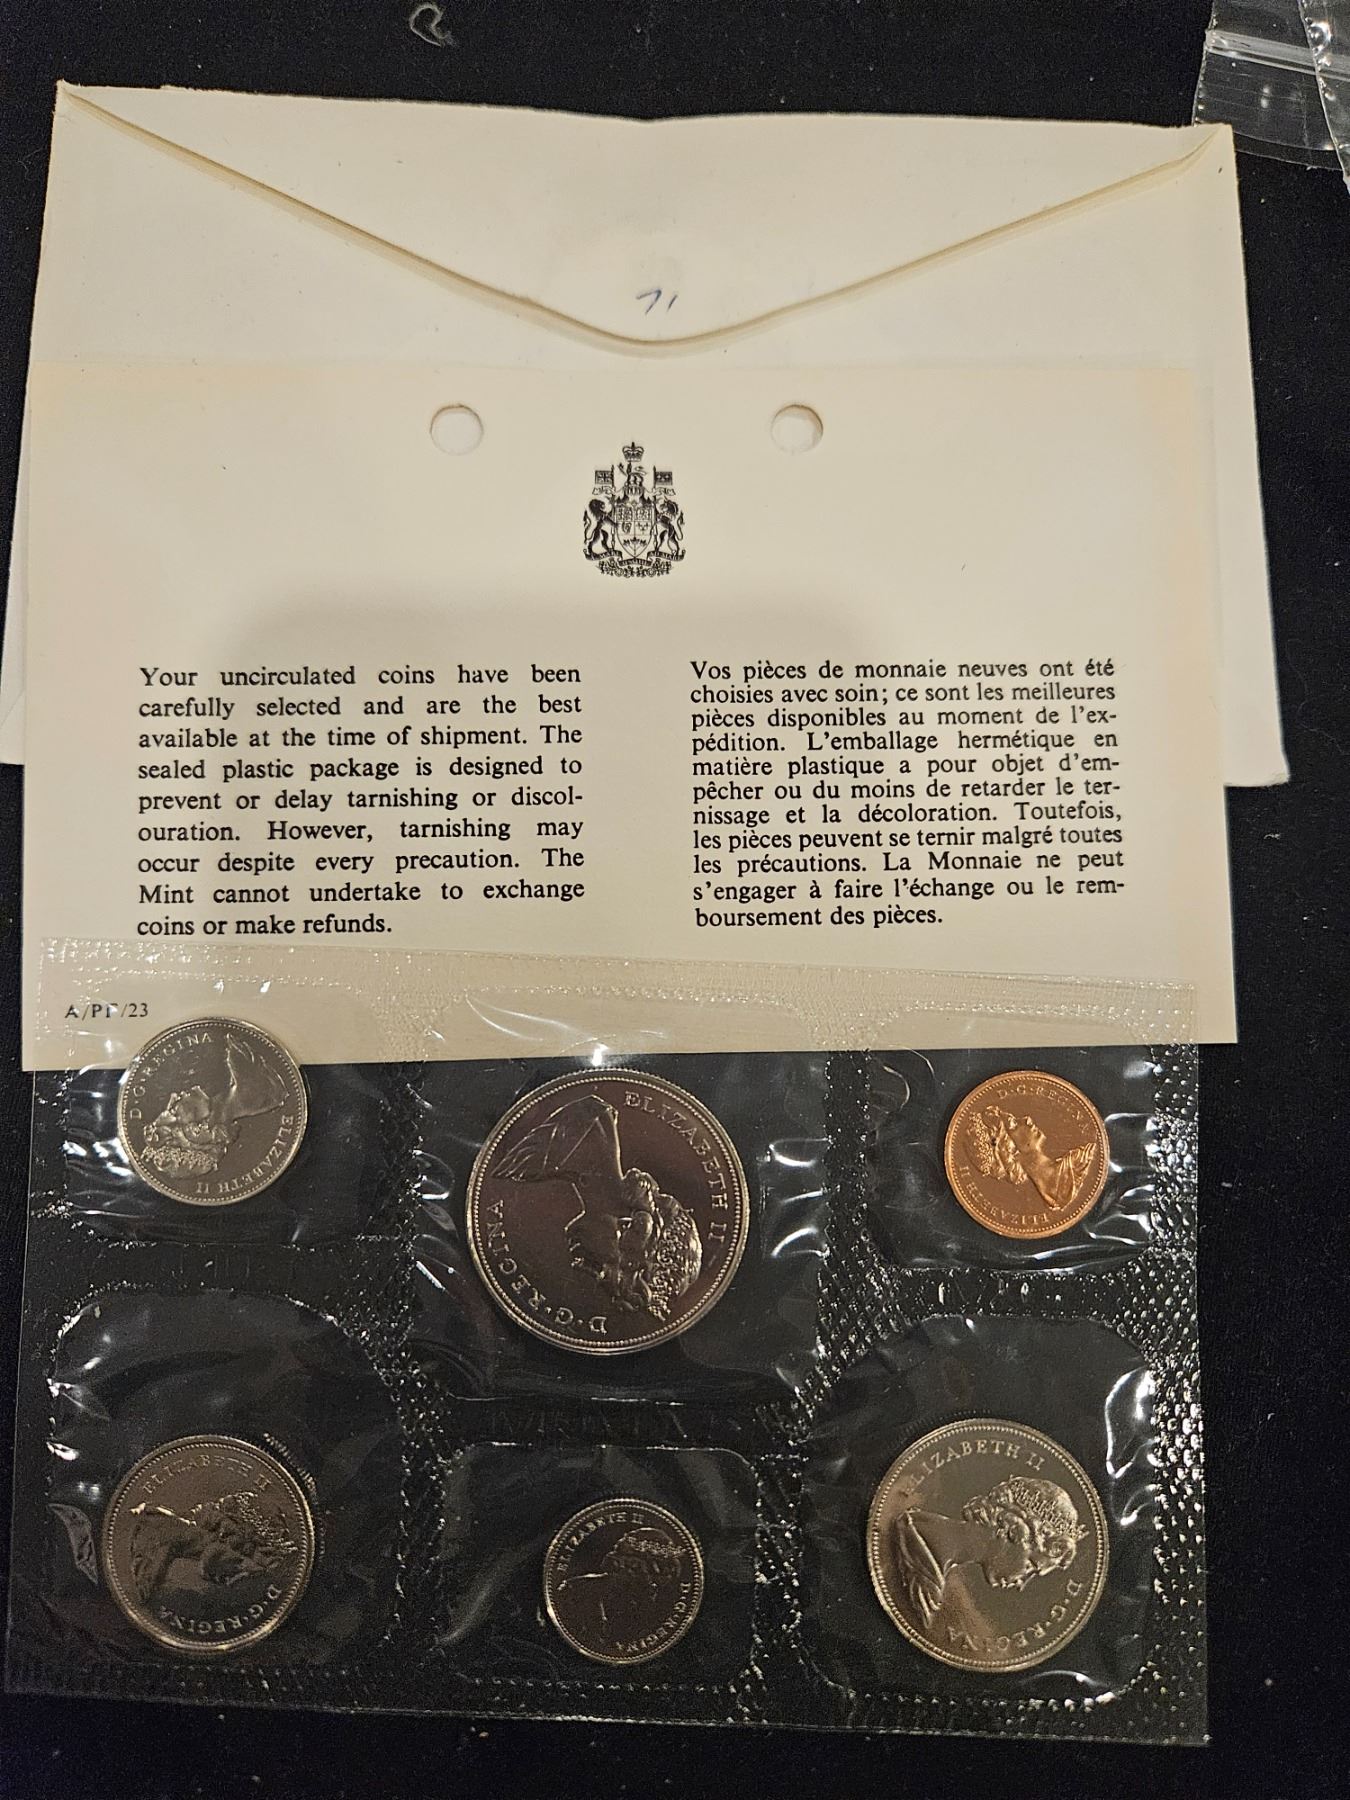 71
Your uncirculated coins have been
carefully selected and are the best
available at the time of shipment. The
sealed plastic package is designed to
prevent or delay tarnishing or discol-
ouration. However, tarnishing may
occur despite every precaution. The
Mint cannot undertake to exchange
coins or make refunds.
Vos pièces de monnaie neuves ont été
choisies avec soin; ce sont les meilleures
pièces disponibles au moment de l'ex-
pédition. L'emballage hermétique en
matière plastique a pour objet d'em-
pêcher ou du moins de retarder le ter-
nissage et la décoloration. Toutefois,
les pièces peuvent se ternir malgré toutes
les précautions. La Monnaie ne peut
s'engager à faire l'échange ou le rem-
boursement des pièces.
A/PF/23
ELIZABETH II D·G·REGINA
ELIZABETH II D·G·REGINA
ELIZABETH II D·G·REGINA
ELIZABETH II D·G·REGINA
ELIZABETH II D·G·REGINA
ELIZABETH II D·G·REGINA